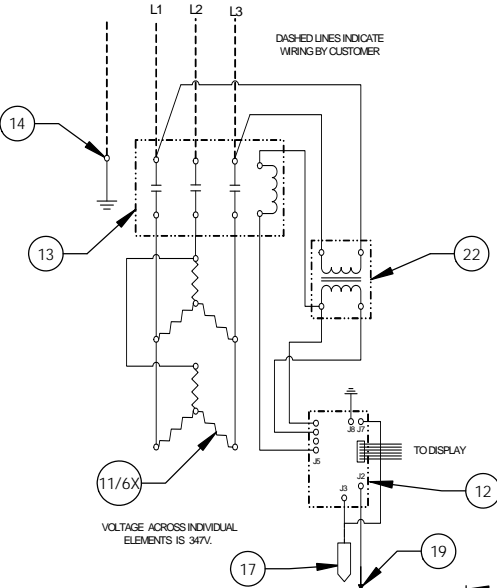 L1 L2 L3
DASHED LINES INDICATE
WIRING BY CUSTOMER
14
13
22
J8 J7
J5
TO DISPLAY
J3
J2
11/6X
12
VOLTAGE ACROSS INDIVIDUAL
ELEMENTS IS 347V.
17
19